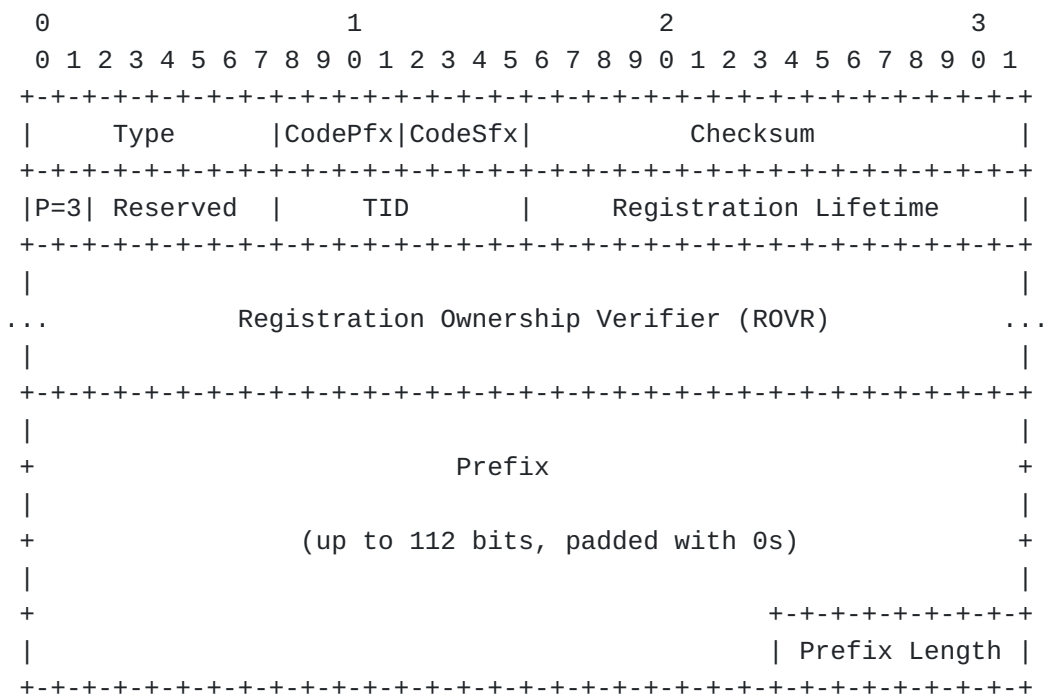 0                   1                   2                   3
 0 1 2 3 4 5 6 7 8 9 0 1 2 3 4 5 6 7 8 9 0 1 2 3 4 5 6 7 8 9 0 1
+-+-+-+-+-+-+-+-+-+-+-+-+-+-+-+-+-+-+-+-+-+-+-+-+-+-+-+-+-+-+-+-+
|     Type      |CodePfx|CodeSfx|          Checksum             |
+-+-+-+-+-+-+-+-+-+-+-+-+-+-+-+-+-+-+-+-+-+-+-+-+-+-+-+-+-+-+-+-+
|P=3| Reserved  |     TID       |     Registration Lifetime     |
+-+-+-+-+-+-+-+-+-+-+-+-+-+-+-+-+-+-+-+-+-+-+-+-+-+-+-+-+-+-+-+-+
|                                                               |
...            Registration Ownership Verifier (ROVR)           ...
|                                                               |
+-+-+-+-+-+-+-+-+-+-+-+-+-+-+-+-+-+-+-+-+-+-+-+-+-+-+-+-+-+-+-+-+
|                                                               |
+                           Prefix                              +
|                                                               |
+                 (up to 112 bits, padded with 0s)              +
|                                                               |
+                                               +-+-+-+-+-+-+-+-+
|                                               | Prefix Length |
+-+-+-+-+-+-+-+-+-+-+-+-+-+-+-+-+-+-+-+-+-+-+-+-+-+-+-+-+-+-+-+-+